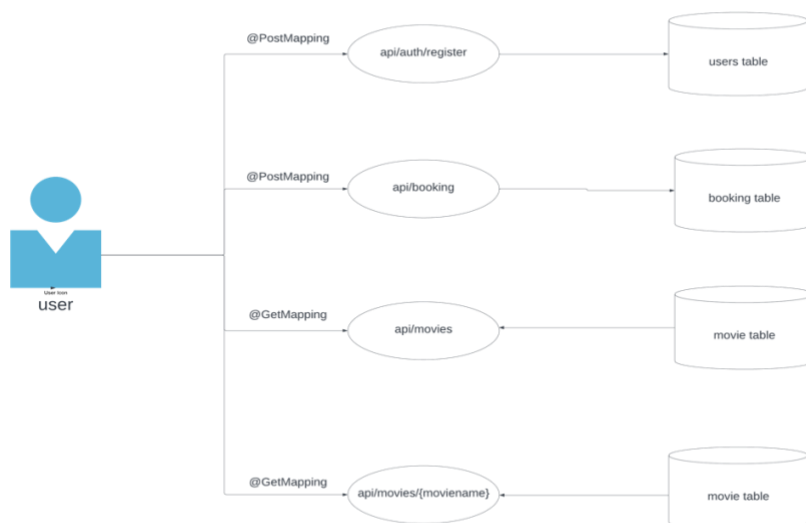 @PostMapping
api/auth/register
users table
@PostMapping
api/booking
booking table
User Icon
user
@GetMapping
api/movies
movie table
@GetMapping
api/movies/{moviename}
movie table